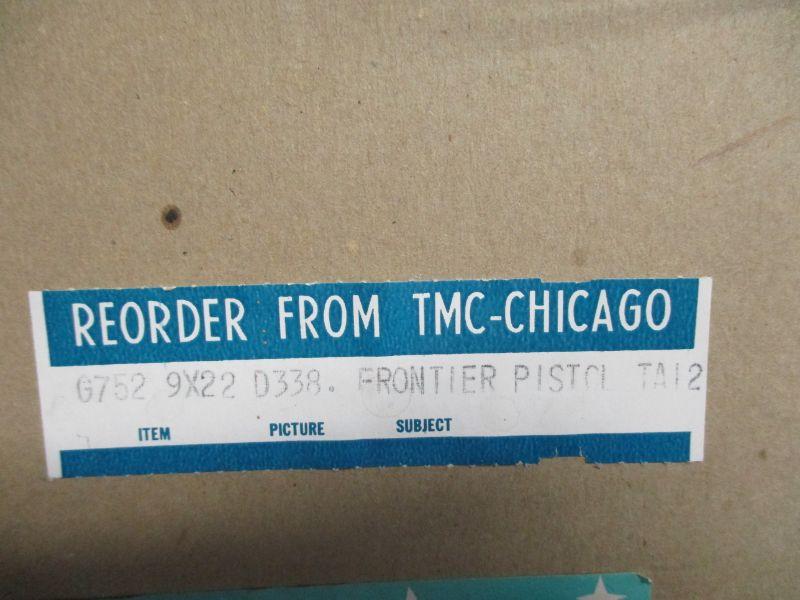 REORDER FROM TMC-CHICAGO
G752 9X22 D338. FRONTIER PISTOL TA12
ITEM PICTURE SUBJECT